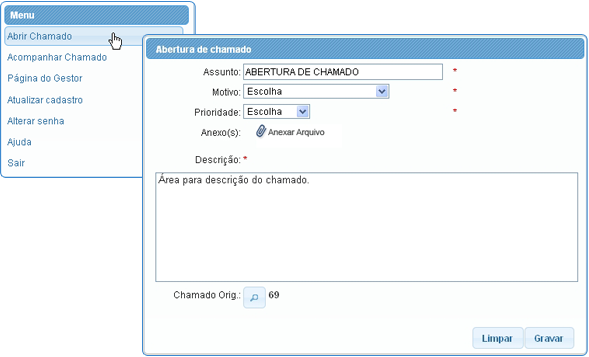 Menu
Abrir Chamado
Acompanhar Chamado
Página do Gestor
Atualizar cadastro
Alterar senha
Ajuda
Sair
Abertura de chamado
Assunto: ABERTURA DE CHAMADO *
Motivo: Escolha *
Prioridade: Escolha *
Anexo(s): Anexar Arquivo
Descrição: *
Área para descrição do chamado.
Chamado Orig.: 69
Limpar Gravar